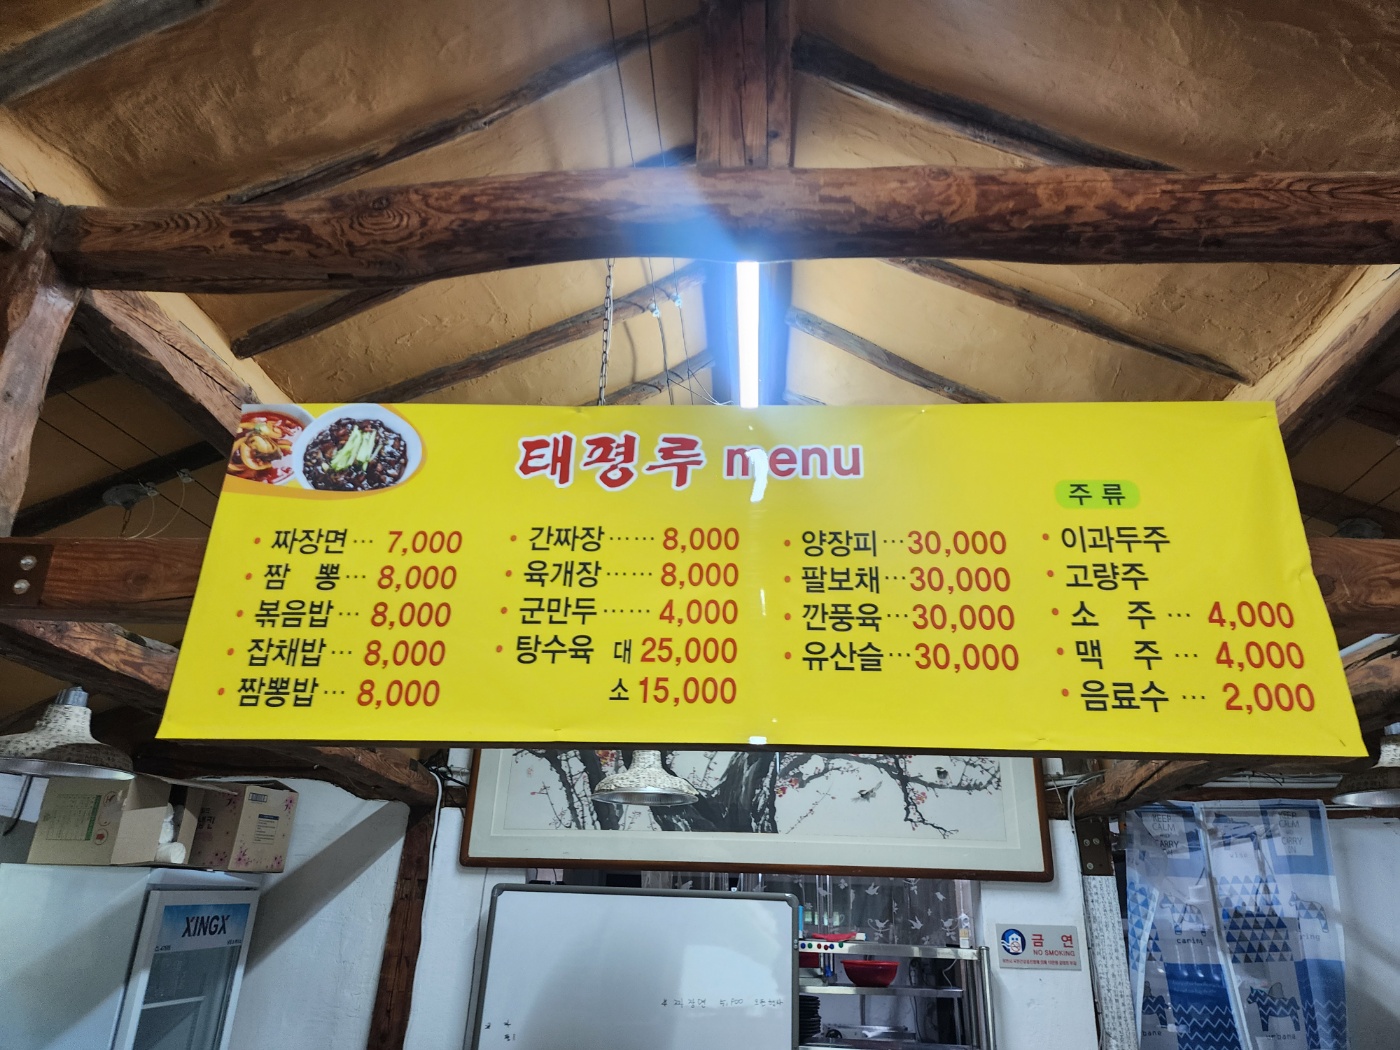 태평루 menu
짜장면 ··· 7,000
짬 뽕 ··· 8,000
볶음밥 ··· 8,000
잡채밥 ··· 8,000
짬뽕밥 ··· 8,000
간짜장 ······ 8,000
육개장 ······ 8,000
군만두 ······ 4,000
탕수육 대 25,000
소 15,000
양장피 ··· 30,000
팔보채 ··· 30,000
깐풍육 ··· 30,000
유산슬 ··· 30,000
주류
이과두주
고량주
소 주 ··· 4,000
맥 주 ··· 4,000
음료수 ··· 2,000
XINGX
금 연
NO SMOKING
KEEP
CALM
CARRY
ON